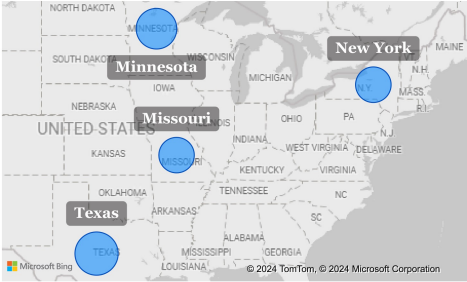 NORTH DAKOTA
MINNESOTA
New York
MAINE
SOUTH DAKOTA
WISCONSIN
Minnesota
MICHIGAN
N.H.
VT
IOWA
N.Y.
MASS.
NEBRASKA
Missouri
ILLINOIS
R.I.
UNITED STATES
OHIO
PA
INDIANA
N.J.
KANSAS
MISSOURI
WEST VIRGINIA
DELAWARE
KENTUCKY
VIRGINIA
OKLAHOMA
TENNESSEE
NC
Texas
ARKANSAS
SC
TEXAS
ALABAMA
MISSISSIPPI
GEORGIA
LOUISIANA
Microsoft Bing
© 2024 TomTom, © 2024 Microsoft Corporation